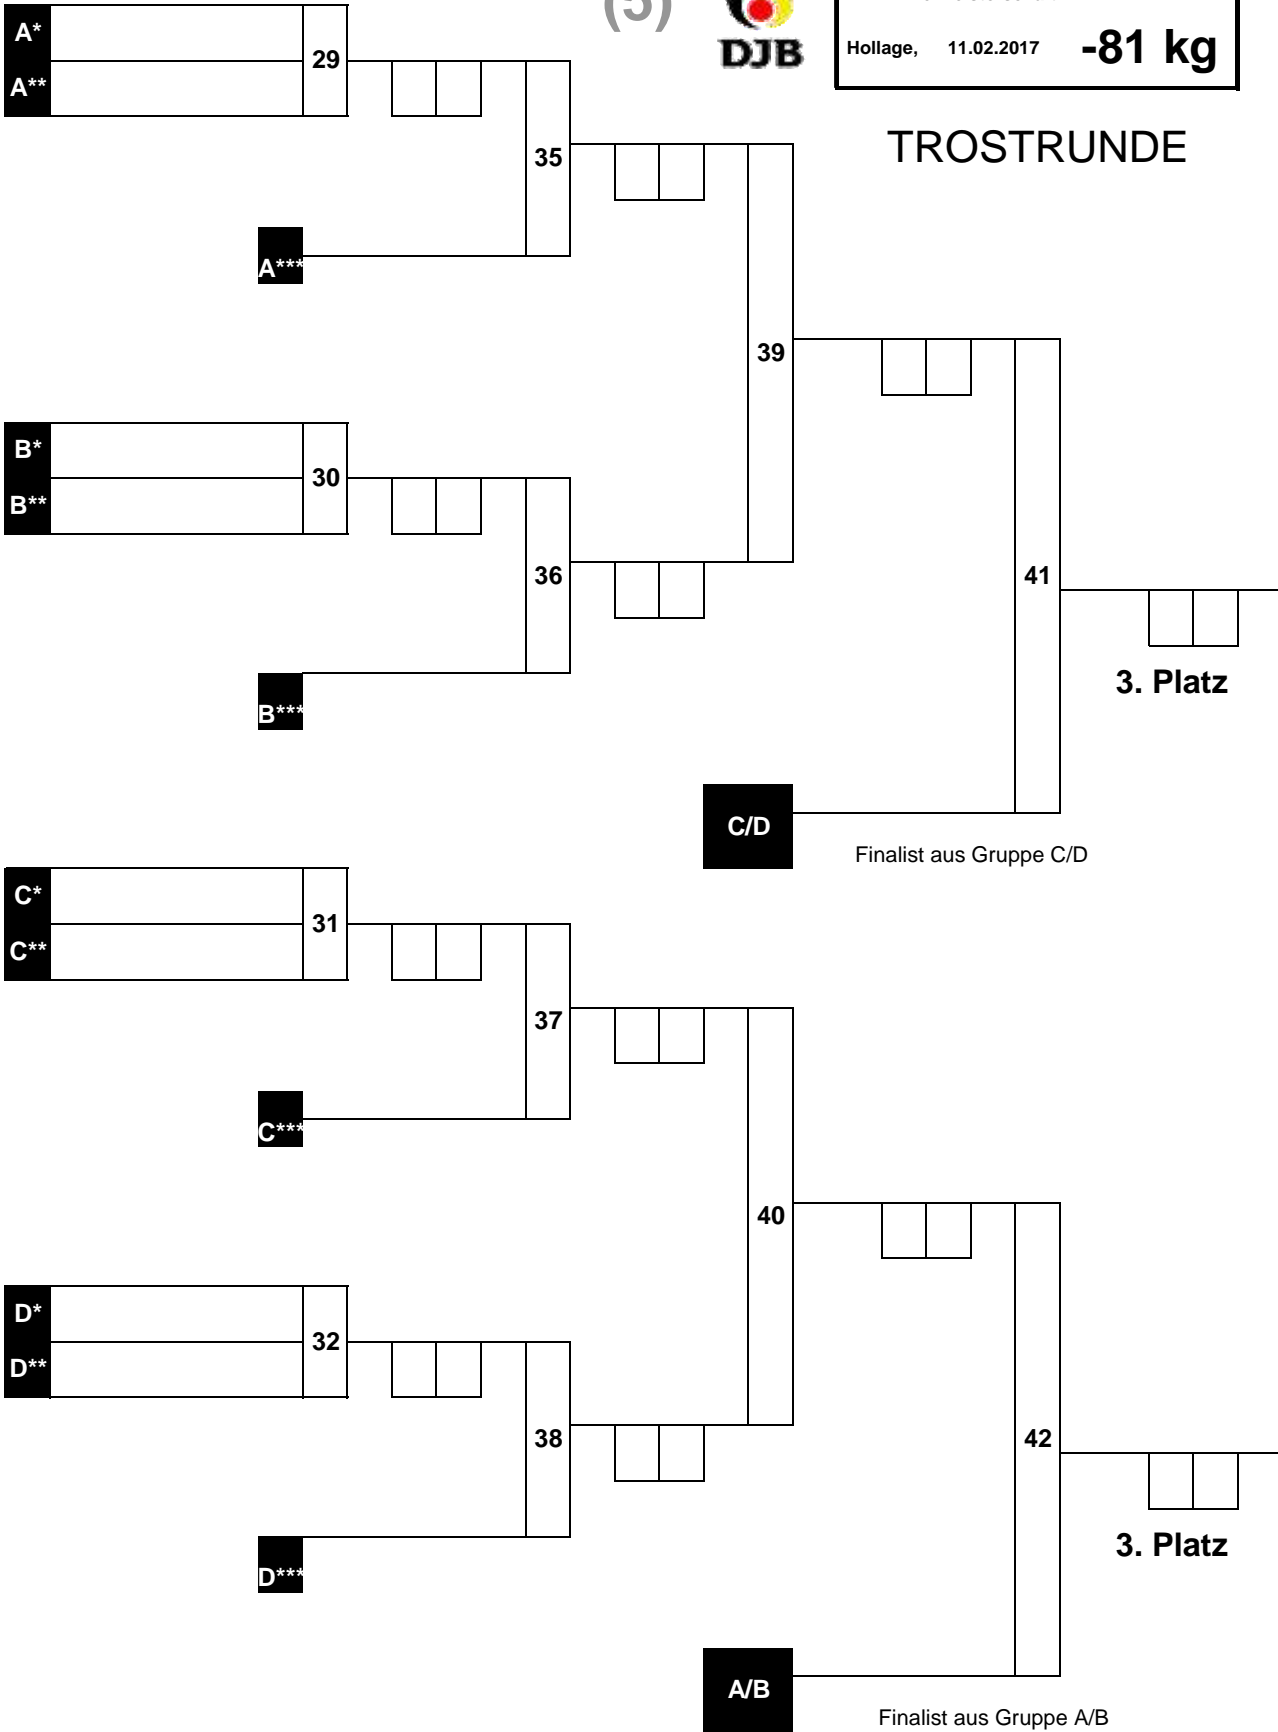 (5)
DJB
Hollage, 11.02.2017 -81 kg
TROSTRUNDE
A*
A**
29
35
A***
39
B*
B**
30
36
41
B***
3. Platz
C/D
Finalist aus Gruppe C/D
C*
C**
31
37
C***
40
D*
D**
32
38
42
D***
3. Platz
A/B
Finalist aus Gruppe A/B